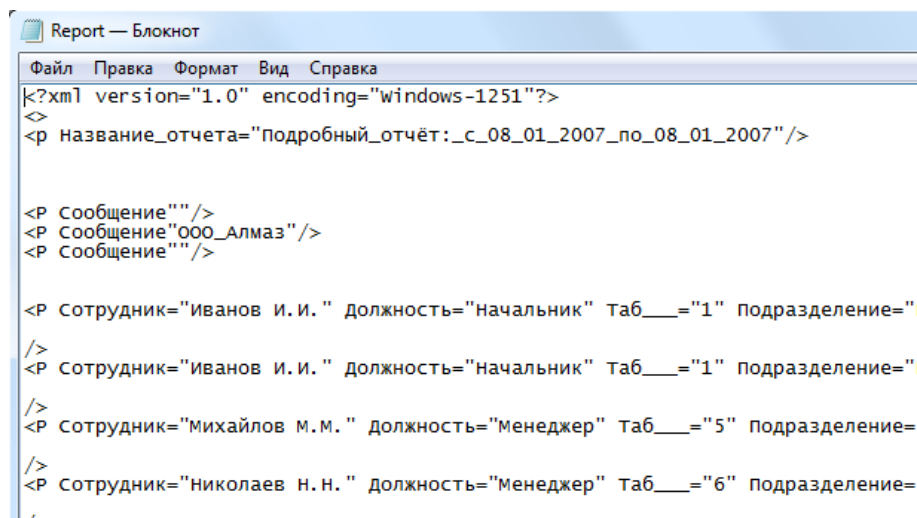 Report — Блокнот
Файл Правка Формат Вид Справка
<?xml version="1.0" encoding="Windows-1251"?>
<>
<p Название_отчета="Подробный_отчёт:_с_08_01_2007_по_08_01_2007"/>
<P Сообщение""/>
<P Сообщение"ООО_Алмаз"/>
<P Сообщение""/>
<P Сотрудник="Иванов И.И." Должность="Начальник" Таб___="1" Подразделение="
/>
<P Сотрудник="Иванов И.И." Должность="Начальник" Таб___="1" Подразделение="
/>
<P Сотрудник="Михайлов М.М." Должность="Менеджер" Таб___="5" Подразделение=
/>
<P Сотрудник="Николаев Н.Н." Должность="Менеджер" Таб___="6" Подразделение=